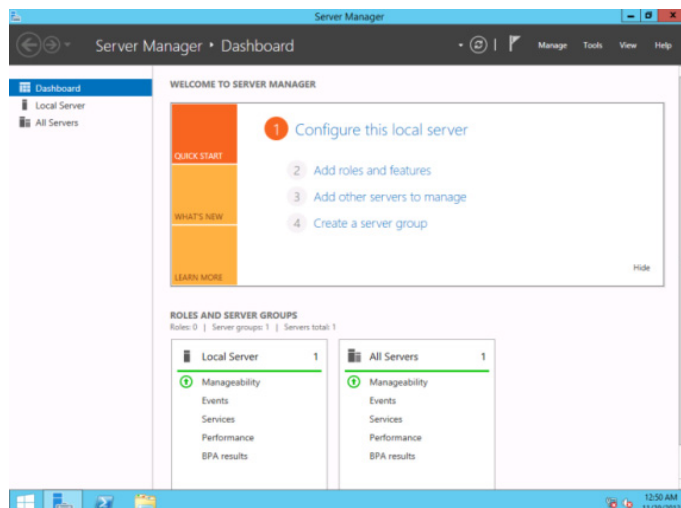 Server Manager
Server Manager ‣ Dashboard
Manage Tools View Help
Dashboard
Local Server
All Servers
WELCOME TO SERVER MANAGER
QUICK START
WHAT'S NEW
LEARN MORE
1 Configure this local server
2 Add roles and features
3 Add other servers to manage
4 Create a server group
Hide
ROLES AND SERVER GROUPS
Roles: 0 | Server groups: 1 | Servers total: 1
Local Server 1
Manageability
Events
Services
Performance
BPA results
All Servers 1
Manageability
Events
Services
Performance
BPA results
12:50 AM